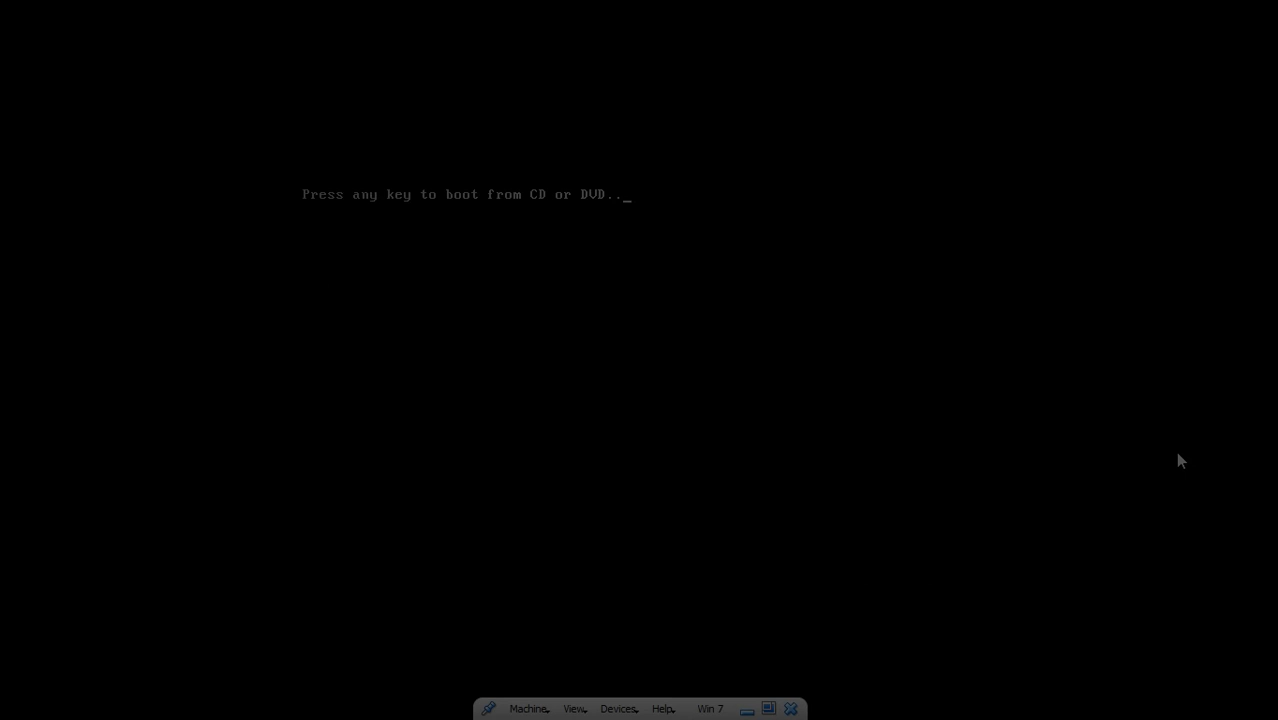 Press any key to boot from CD or DVD.._
Machine View Devices Help Win 7